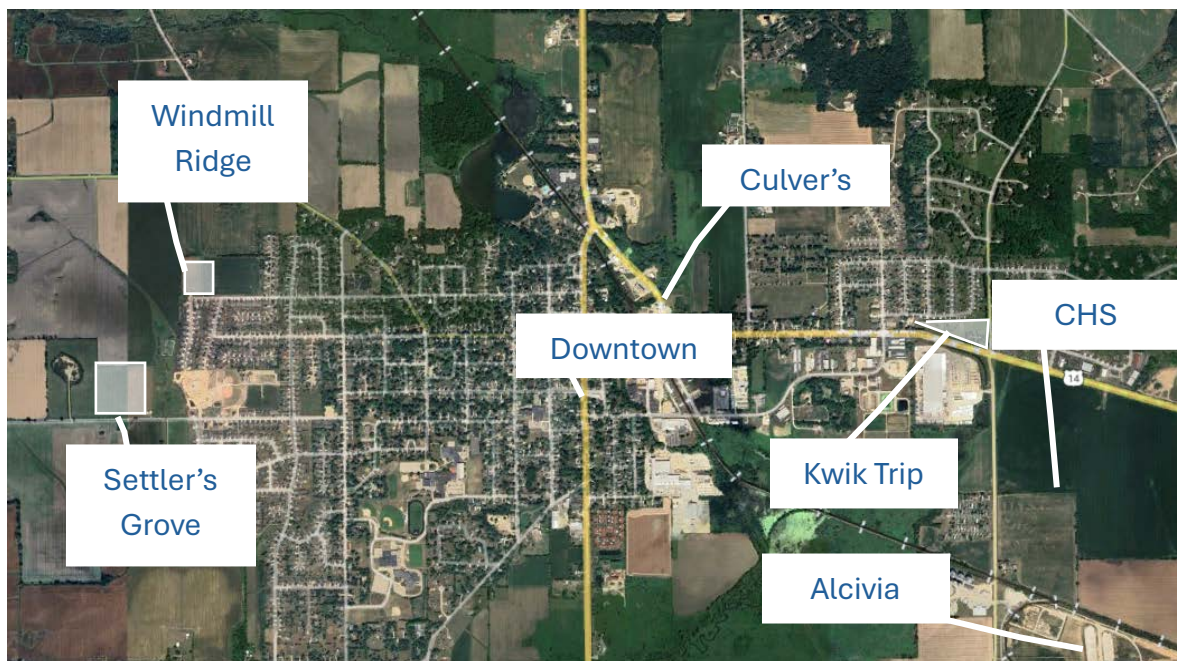 Windmill
Ridge
Culver’s
CHS
Downtown
14
Kwik Trip
Settler’s
Grove
Alcivia